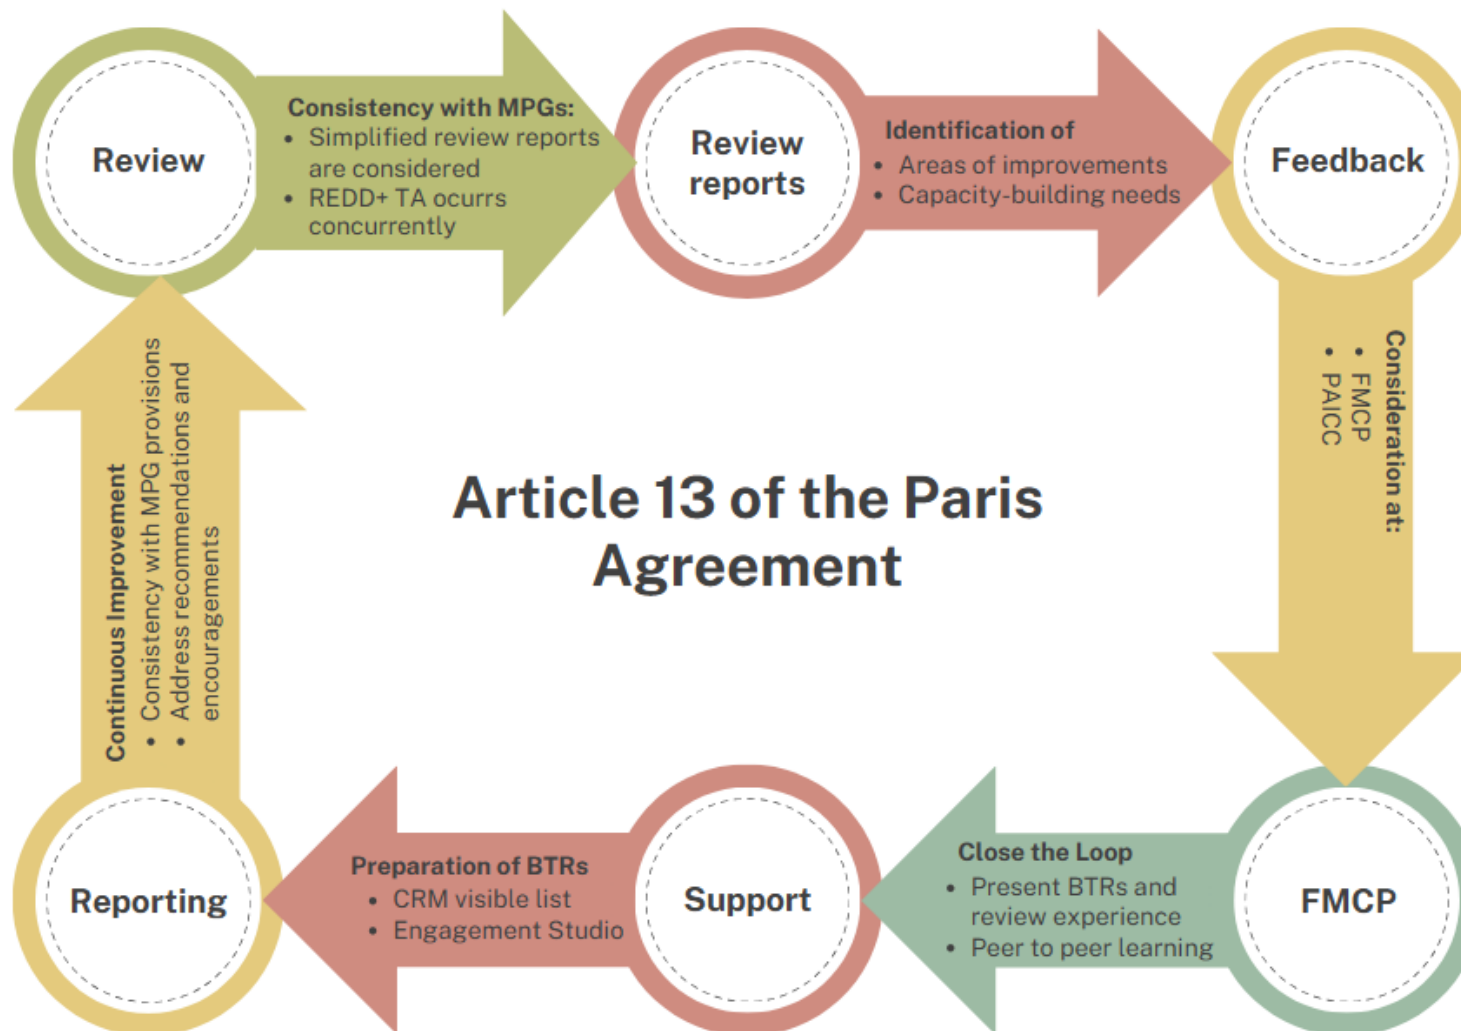 Review
Consistency with MPGs:
• Simplified review reports
are considered
• REDD+ TA ocurrs
concurrently
Review
reports
Identification of
• Areas of improvements
• Capacity-building needs
Feedback
Consideration at:
• FMCP
• PAICC
Article 13 of the Paris
Agreement
FMCP
Close the Loop
• Present BTRs and
review experience
• Peer to peer learning
Support
Preparation of BTRs
• CRM visible list
• Engagement Studio
Reporting
Continuous Improvement
• Consistency with MPG provisions
• Address recommendations and
encouragements